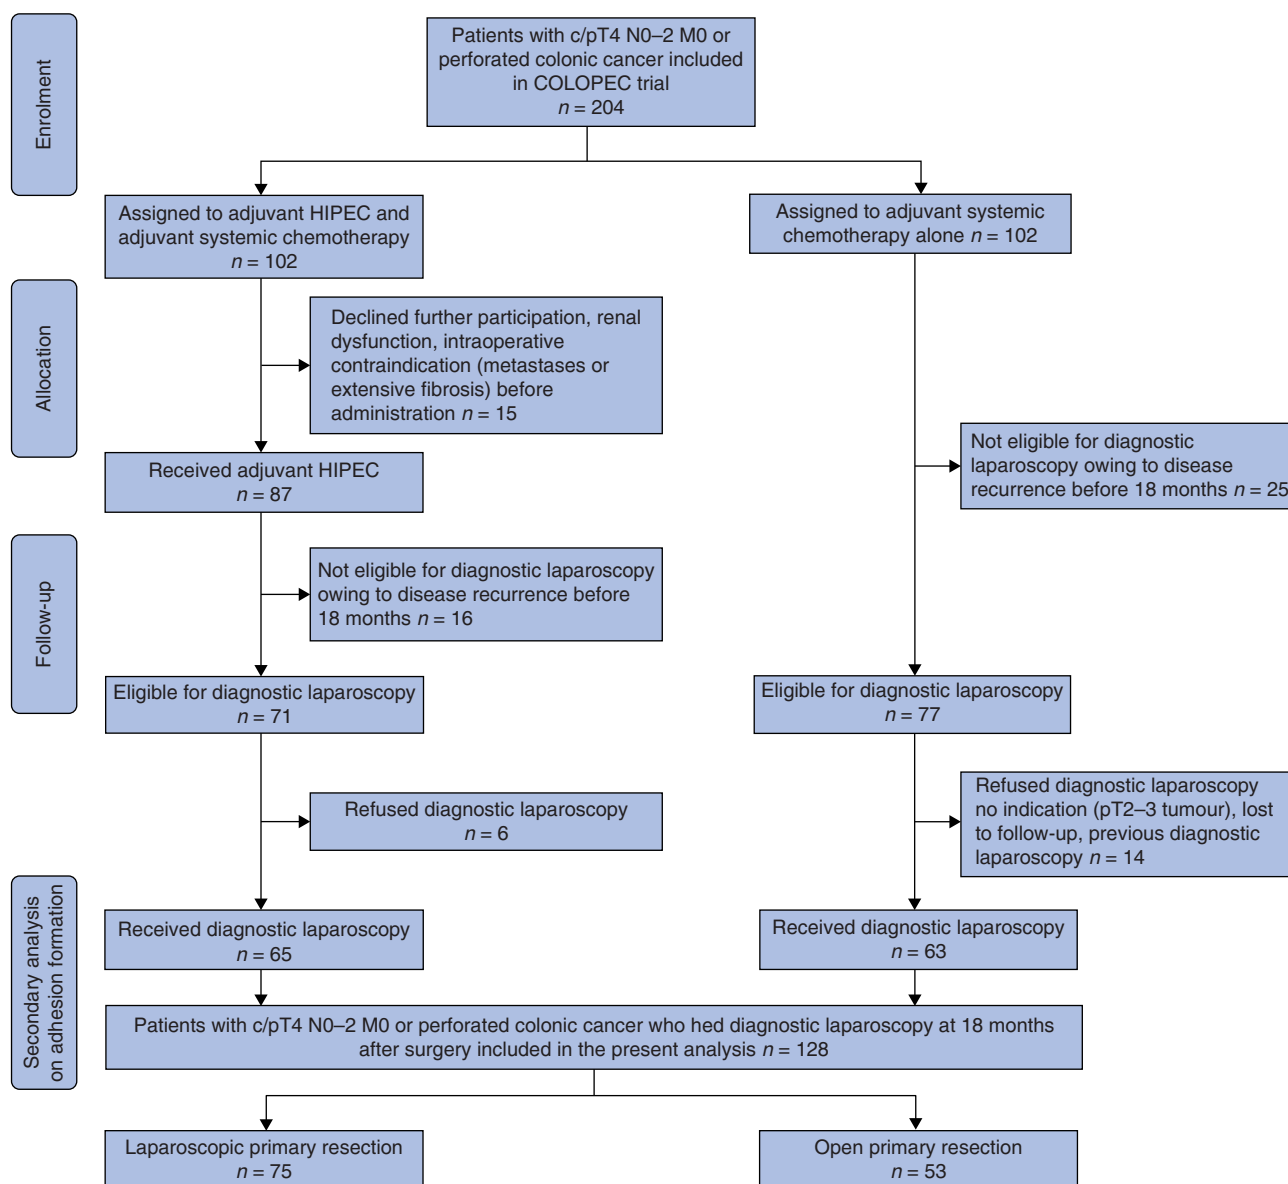 Enrolment
Patients with c/pT4 N0–2 M0 or
perforated colonic cancer included
in COLOPEC trial
n = 204
Assigned to adjuvant HIPEC and
adjuvant systemic chemotherapy
n = 102
Assigned to adjuvant systemic
chemotherapy alone n = 102
Allocation
Declined further participation, renal
dysfunction, intraoperative
contraindication (metastases or
extensive fibrosis) before
administration n = 15
Received adjuvant HIPEC
n = 87
Not eligible for diagnostic
laparoscopy owing to disease
recurrence before 18 months n = 25
Follow-up
Not eligible for diagnostic laparoscopy
owing to disease recurrence before
18 months n = 16
Eligible for diagnostic laparoscopy
n = 71
Eligible for diagnostic laparoscopy
n = 77
Refused diagnostic laparoscopy
n = 6
Refused diagnostic laparoscopy
no indication (pT2–3 tumour), lost
to follow-up, previous diagnostic
laparoscopy n = 14
Secondary analysis
on adhesion formation
Received diagnostic laparoscopy
n = 65
Received diagnostic laparoscopy
n = 63
Patients with c/pT4 N0–2 M0 or perforated colonic cancer who hed diagnostic laparoscopy at 18 months
after surgery included in the present analysis n = 128
Laparoscopic primary resection
n = 75
Open primary resection
n = 53